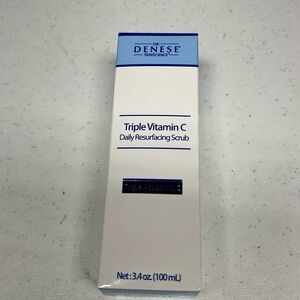 DR.
DENESE®
SKINSCIENCE®
Triple Vitamin C
Daily Resurfacing Scrub
Net: 3.4 oz. (100 mL)